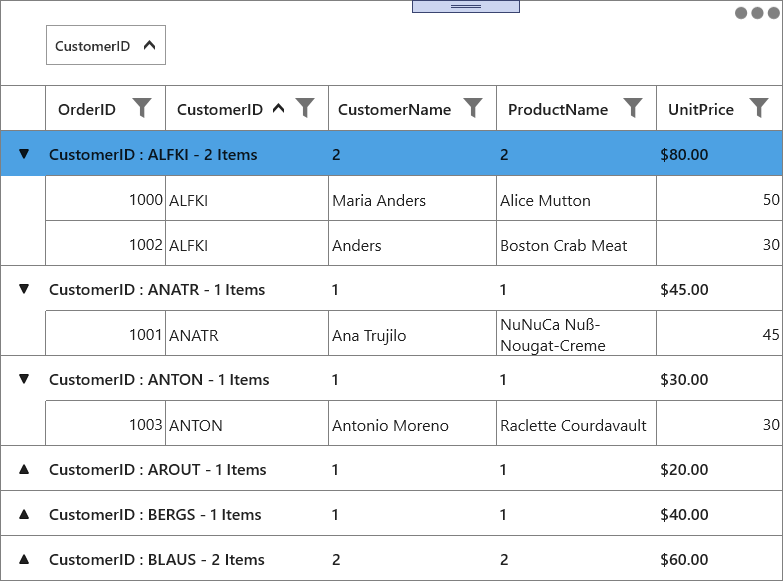 CustomerID
OrderID CustomerID CustomerName ProductName UnitPrice
CustomerID : ALFKI - 2 Items 2 2 $80.00
1000 ALFKI Maria Anders Alice Mutton 50
1002 ALFKI Anders Boston Crab Meat 30
CustomerID : ANATR - 1 Items 1 1 $45.00
1001 ANATR Ana Trujilo NuNuCa Nuß-
Nougat-Creme 45
CustomerID : ANTON - 1 Items 1 1 $30.00
1003 ANTON Antonio Moreno Raclette Courdavault 30
CustomerID : AROUT - 1 Items 1 1 $20.00
CustomerID : BERGS - 1 Items 1 1 $40.00
CustomerID : BLAUS - 2 Items 2 2 $60.00